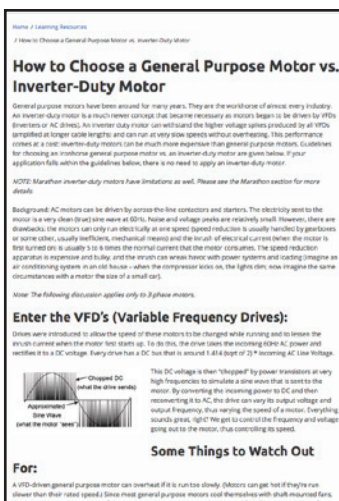 Home / Learning Resources
/ How to Choose a General Purpose Motor vs. Inverter-Duty Motor
How to Choose a General Purpose Motor vs.
Inverter-Duty Motor
General purpose motors have been around for many years. They are the workhorse of almost every industry.
An inverter-duty motor is a much newer concept that became necessary as motors began to be driven by VFDs
(inverters or AC drives). An inverter duty motor can withstand the higher voltage spikes produced by all VFDs
(amplified at longer cable lengths) and can run at very slow speeds without overheating. This performance
comes at a cost: inverter-duty motors can be much more expensive than general purpose motors. Guidelines
for choosing an Ironhorse general purpose motor vs. an inverter-duty motor are given below. If your
application falls within the guidelines below, there is no need to apply an inverter-duty motor.
NOTE: Marathon inverter-duty motors have limitations as well. Please see the Marathon section for more
details.
Background: AC motors can be driven by across-the-line contactors and starters. The electricity sent to the
motor is a very clean (true) sine wave at 60Hz. Noise and voltage peaks are relatively small. However, there are
drawbacks: the motors can only run electrically at one speed (speed reduction is usually handled by gearboxes
or some other, usually inefficient, mechanical means) and the inrush of electrical current (when the motor is
first turned on) is usually 5 to 6 times the normal current that the motor consumes. The speed reduction
apparatus is expensive and bulky, and the inrush can wreak havoc with power systems and loading (imagine an
air conditioning system in an old house – when the compressor kicks on, the lights dim; now imagine the same
circumstances with a motor the size of a small car).
Note: The following discussion applies only to 3-phase motors.
Enter the VFD's (Variable Frequency Drives):
Drives were introduced to allow the speed of these motors to be changed while running and to lessen the
inrush current when the motor first starts up. To do this, the drive takes the incoming 60Hz AC power and
rectifies it to a DC voltage. Every drive has a DC bus that is around 1.414 (sqrt of 2) * incoming AC Line Voltage.
Chopped DC
(what the drive sends)
Approximated
Sine Wave
(what the motor "sees")
This DC voltage is then "chopped" by power transistors at very
high frequencies to simulate a sine wave that is sent to the
motor. By converting the incoming power to DC and then
reconverting it to AC, the drive can vary its output voltage and
output frequency, thus varying the speed of a motor. Everything
sounds great, right? We get to control the frequency and voltage
going out to the motor, thus controlling its speed.
Some Things to Watch Out
For:
A VFD-driven general purpose motor can overheat if it is run too slowly. (Motors can get hot if they're run
slower than their rated speed.) Since most general purpose motors cool themselves with shaft-mounted fans,